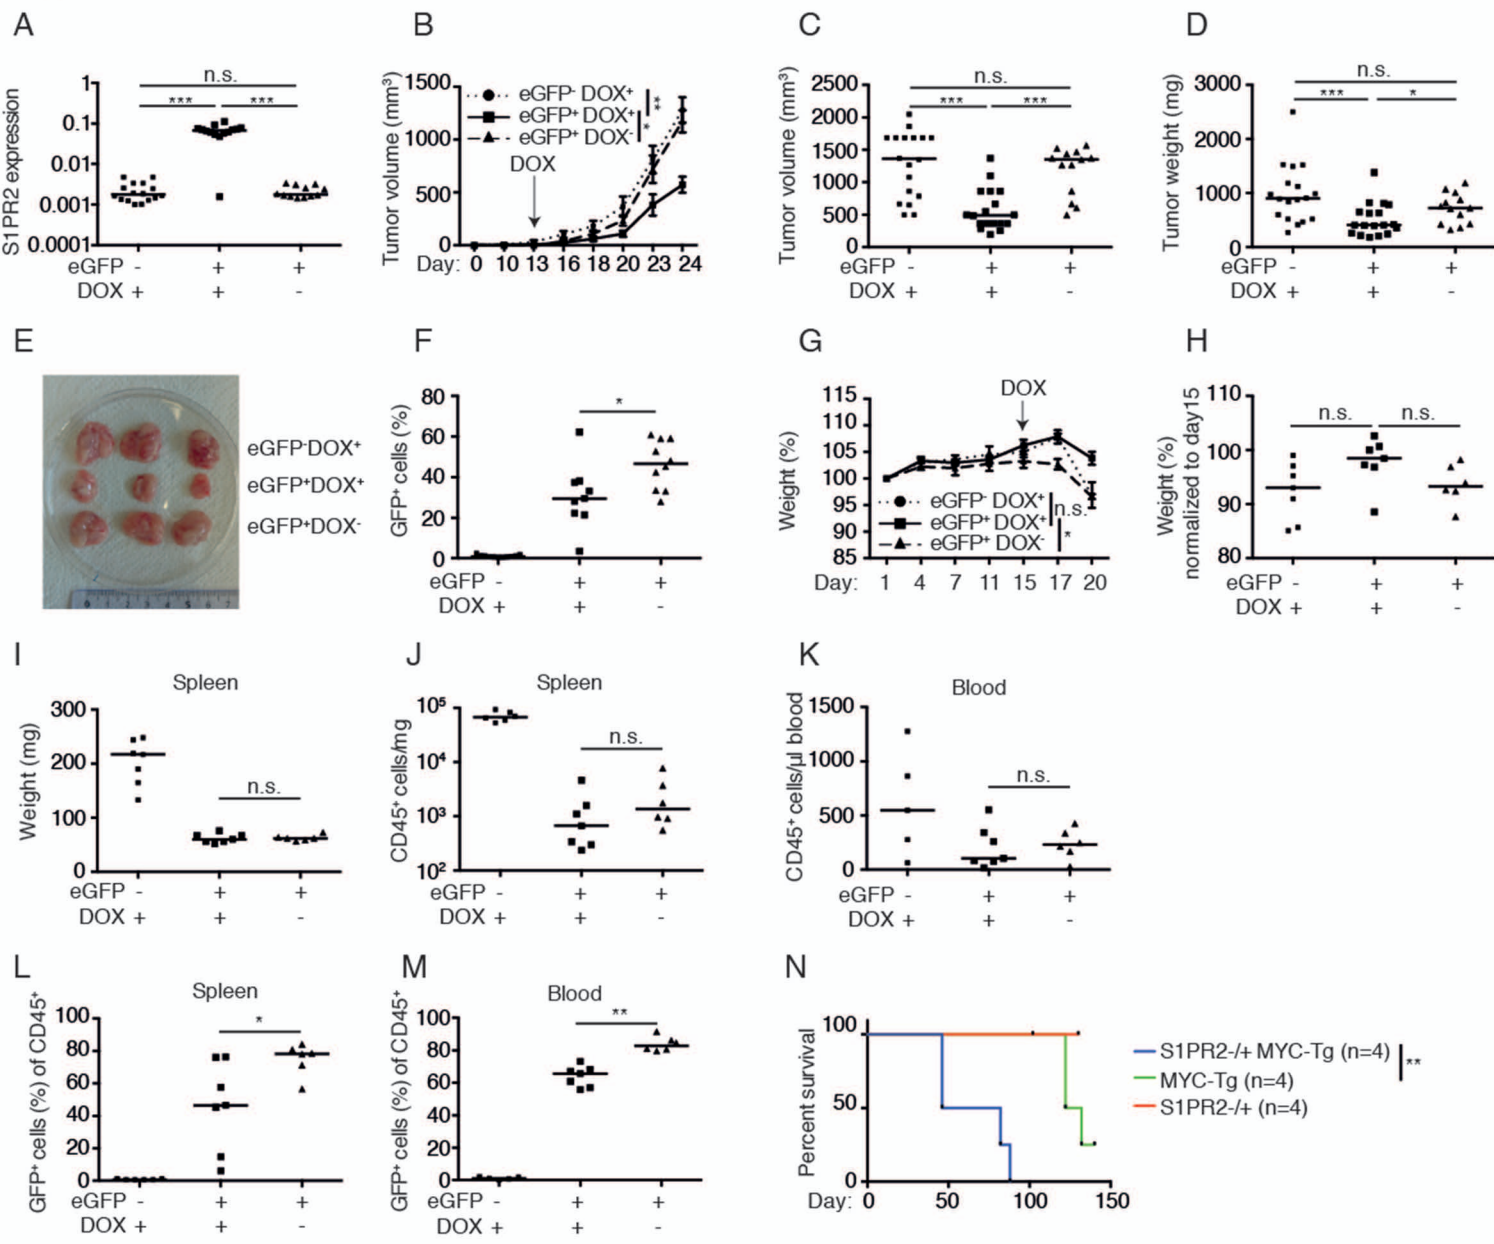 A
S1PR2 expression
1
0.1
0.01
0.001
0.0001
n.s.
*** ***
eGFP - + +
DOX + + -
B
Tumor volume (mm³)
1500
1000
500
0
eGFP⁻ DOX⁺
eGFP⁺ DOX⁺
eGFP⁺ DOX⁻
**
*
DOX
Day: 0 10 13 16 18 20 23 24
C
Tumor volume (mm³)
2500
2000
1500
1000
500
0
n.s.
*** ***
eGFP - + +
DOX + + -
D
Tumor weight (mg)
3000
2000
1000
0
n.s.
*** *
eGFP - + +
DOX + + -
E
eGFP⁻DOX⁺
eGFP⁺DOX⁺
eGFP⁺DOX⁻
0 1 2 3 4 5 6 7
F
GFP⁺ cells (%)
80
60
40
20
0
*
eGFP - + +
DOX + + -
G
Weight (%)
115
110
105
100
95
90
85
DOX
eGFP⁻ DOX⁺
eGFP⁺ DOX⁺
eGFP⁺ DOX⁻
n.s.
*
Day: 1 4 7 11 15 17 20
H
Weight (%)
normalized to day15
110
100
90
80
n.s. n.s.
eGFP - + +
DOX + + -
I
Spleen
Weight (mg)
300
200
100
0
n.s.
eGFP - + +
DOX + + -
J
Spleen
CD45⁺ cells/mg
10⁵
10⁴
10³
10²
n.s.
eGFP - + +
DOX + + -
K
Blood
CD45⁺ cells/µl blood
1500
1000
500
0
n.s.
eGFP - + +
DOX + + -
L
Spleen
GFP⁺ cells (%) of CD45⁺
100
80
60
40
20
0
*
eGFP - + +
DOX + + -
M
Blood
GFP⁺ cells (%) of CD45⁺
100
80
60
40
20
0
**
eGFP - + +
DOX + + -
N
Percent survival
100
50
0
Day: 0 50 100 150
S1PR2-/+ MYC-Tg (n=4)
MYC-Tg (n=4)
S1PR2-/+ (n=4)
**